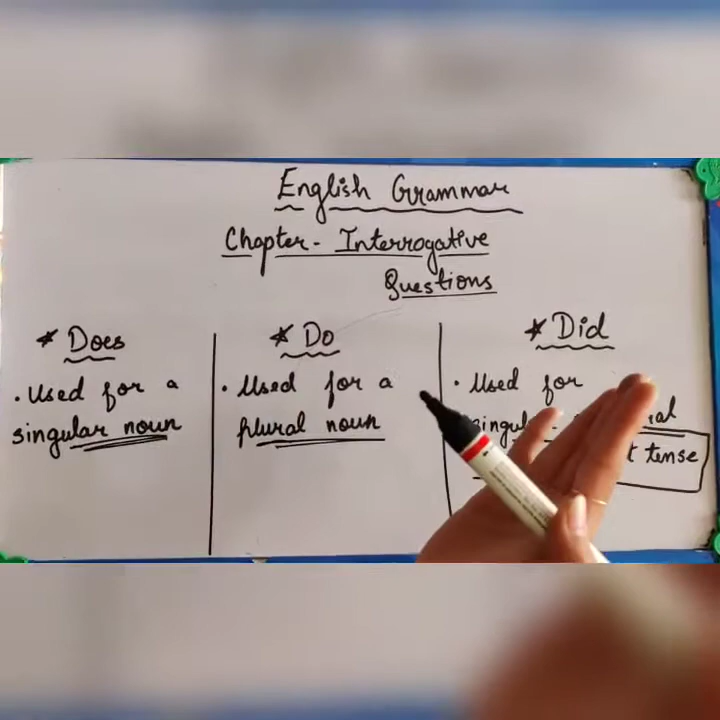 English Grammar
Chapter - Interrogative
Questions
* Does
. Used for a
singular noun
* Do
. Used for a
plural noun
* Did
. Used for
tense